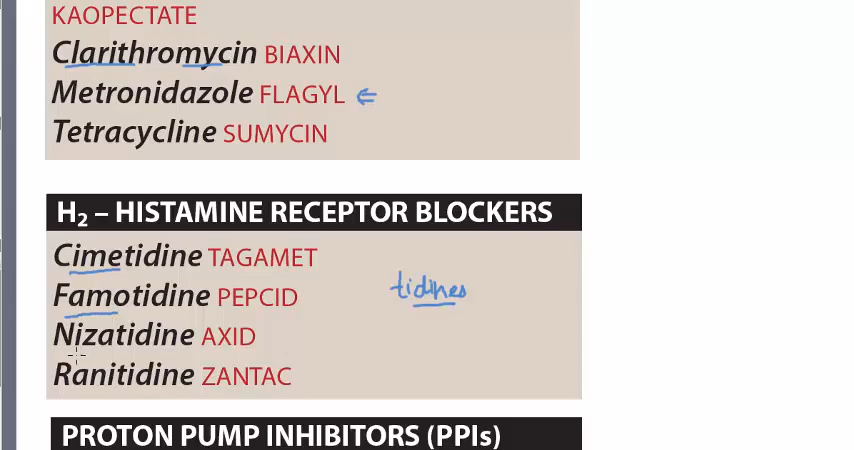 KAOPECTATE
Clarithromycin BIAXIN
Metronidazole FLAGYL
Tetracycline SUMYCIN
H₂ – HISTAMINE RECEPTOR BLOCKERS
Cimetidine TAGAMET
Famotidine PEPCID
tidines
Nizatidine AXID
Ranitidine ZANTAC
PROTON PUMP INHIBITORS (PPIs)